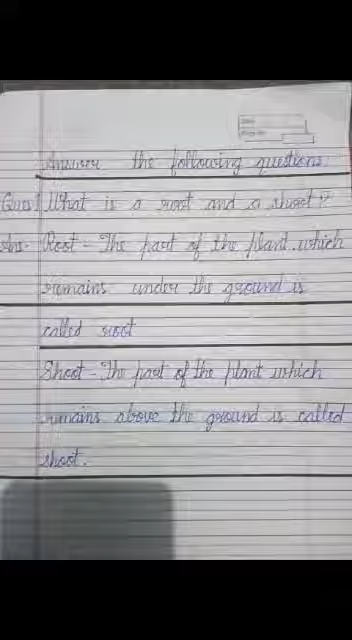 Answer the following questions.
Ques1 What is a root and a shoot?
Ans- Root - The part of the plant which
remains under the ground is
called root
Shoot - The part of the plant which
remains above the ground is called
shoot.